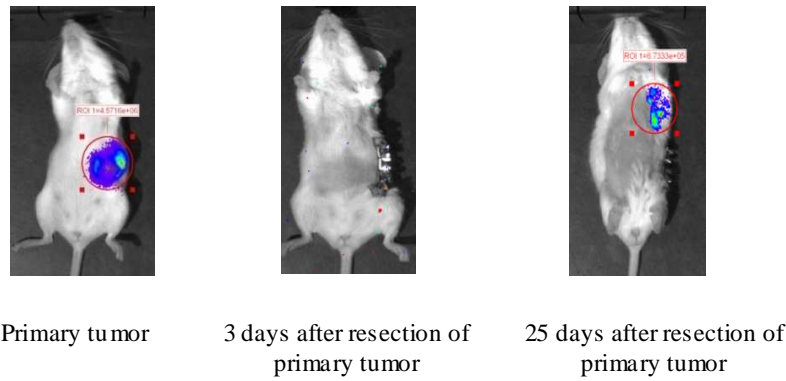 ROI 1=4.5716e+06
ROI 1=6.7333e+05
Primary tumor
3 days after resection of
primary tumor
25 days after resection of
primary tumor